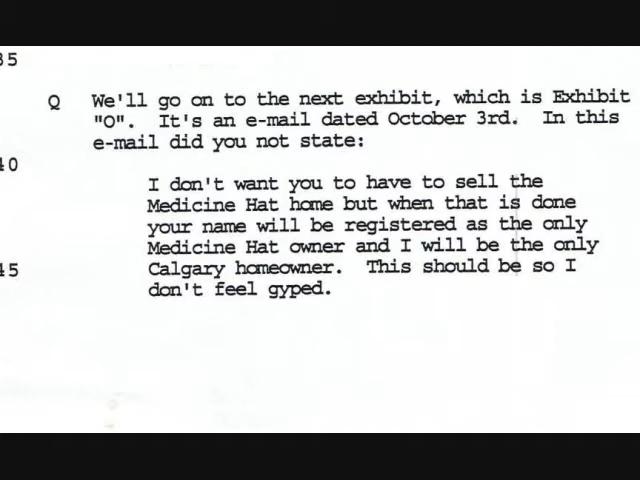 35
Q We'll go on to the next exhibit, which is Exhibit
"O". It's an e-mail dated October 3rd. In this
e-mail did you not state:
40
I don't want you to have to sell the
Medicine Hat home but when that is done
your name will be registered as the only
Medicine Hat owner and I will be the only
45
Calgary homeowner. This should be so I
don't feel gyped.